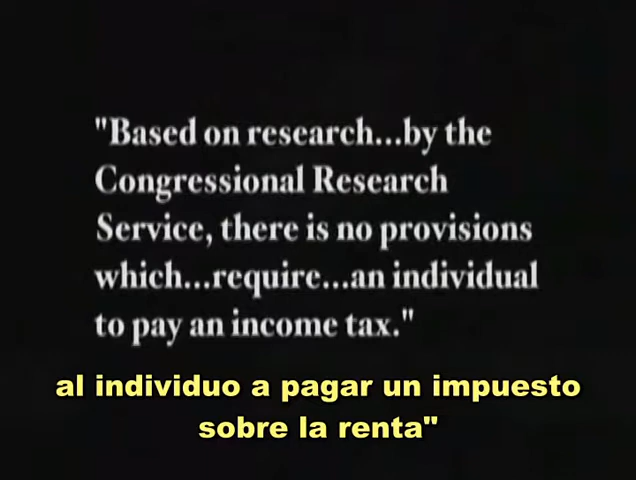 "Based on research...by the
Congressional Research
Service, there is no provisions
which...require...an individual
to pay an income tax."
al individuo a pagar un impuesto
sobre la renta"